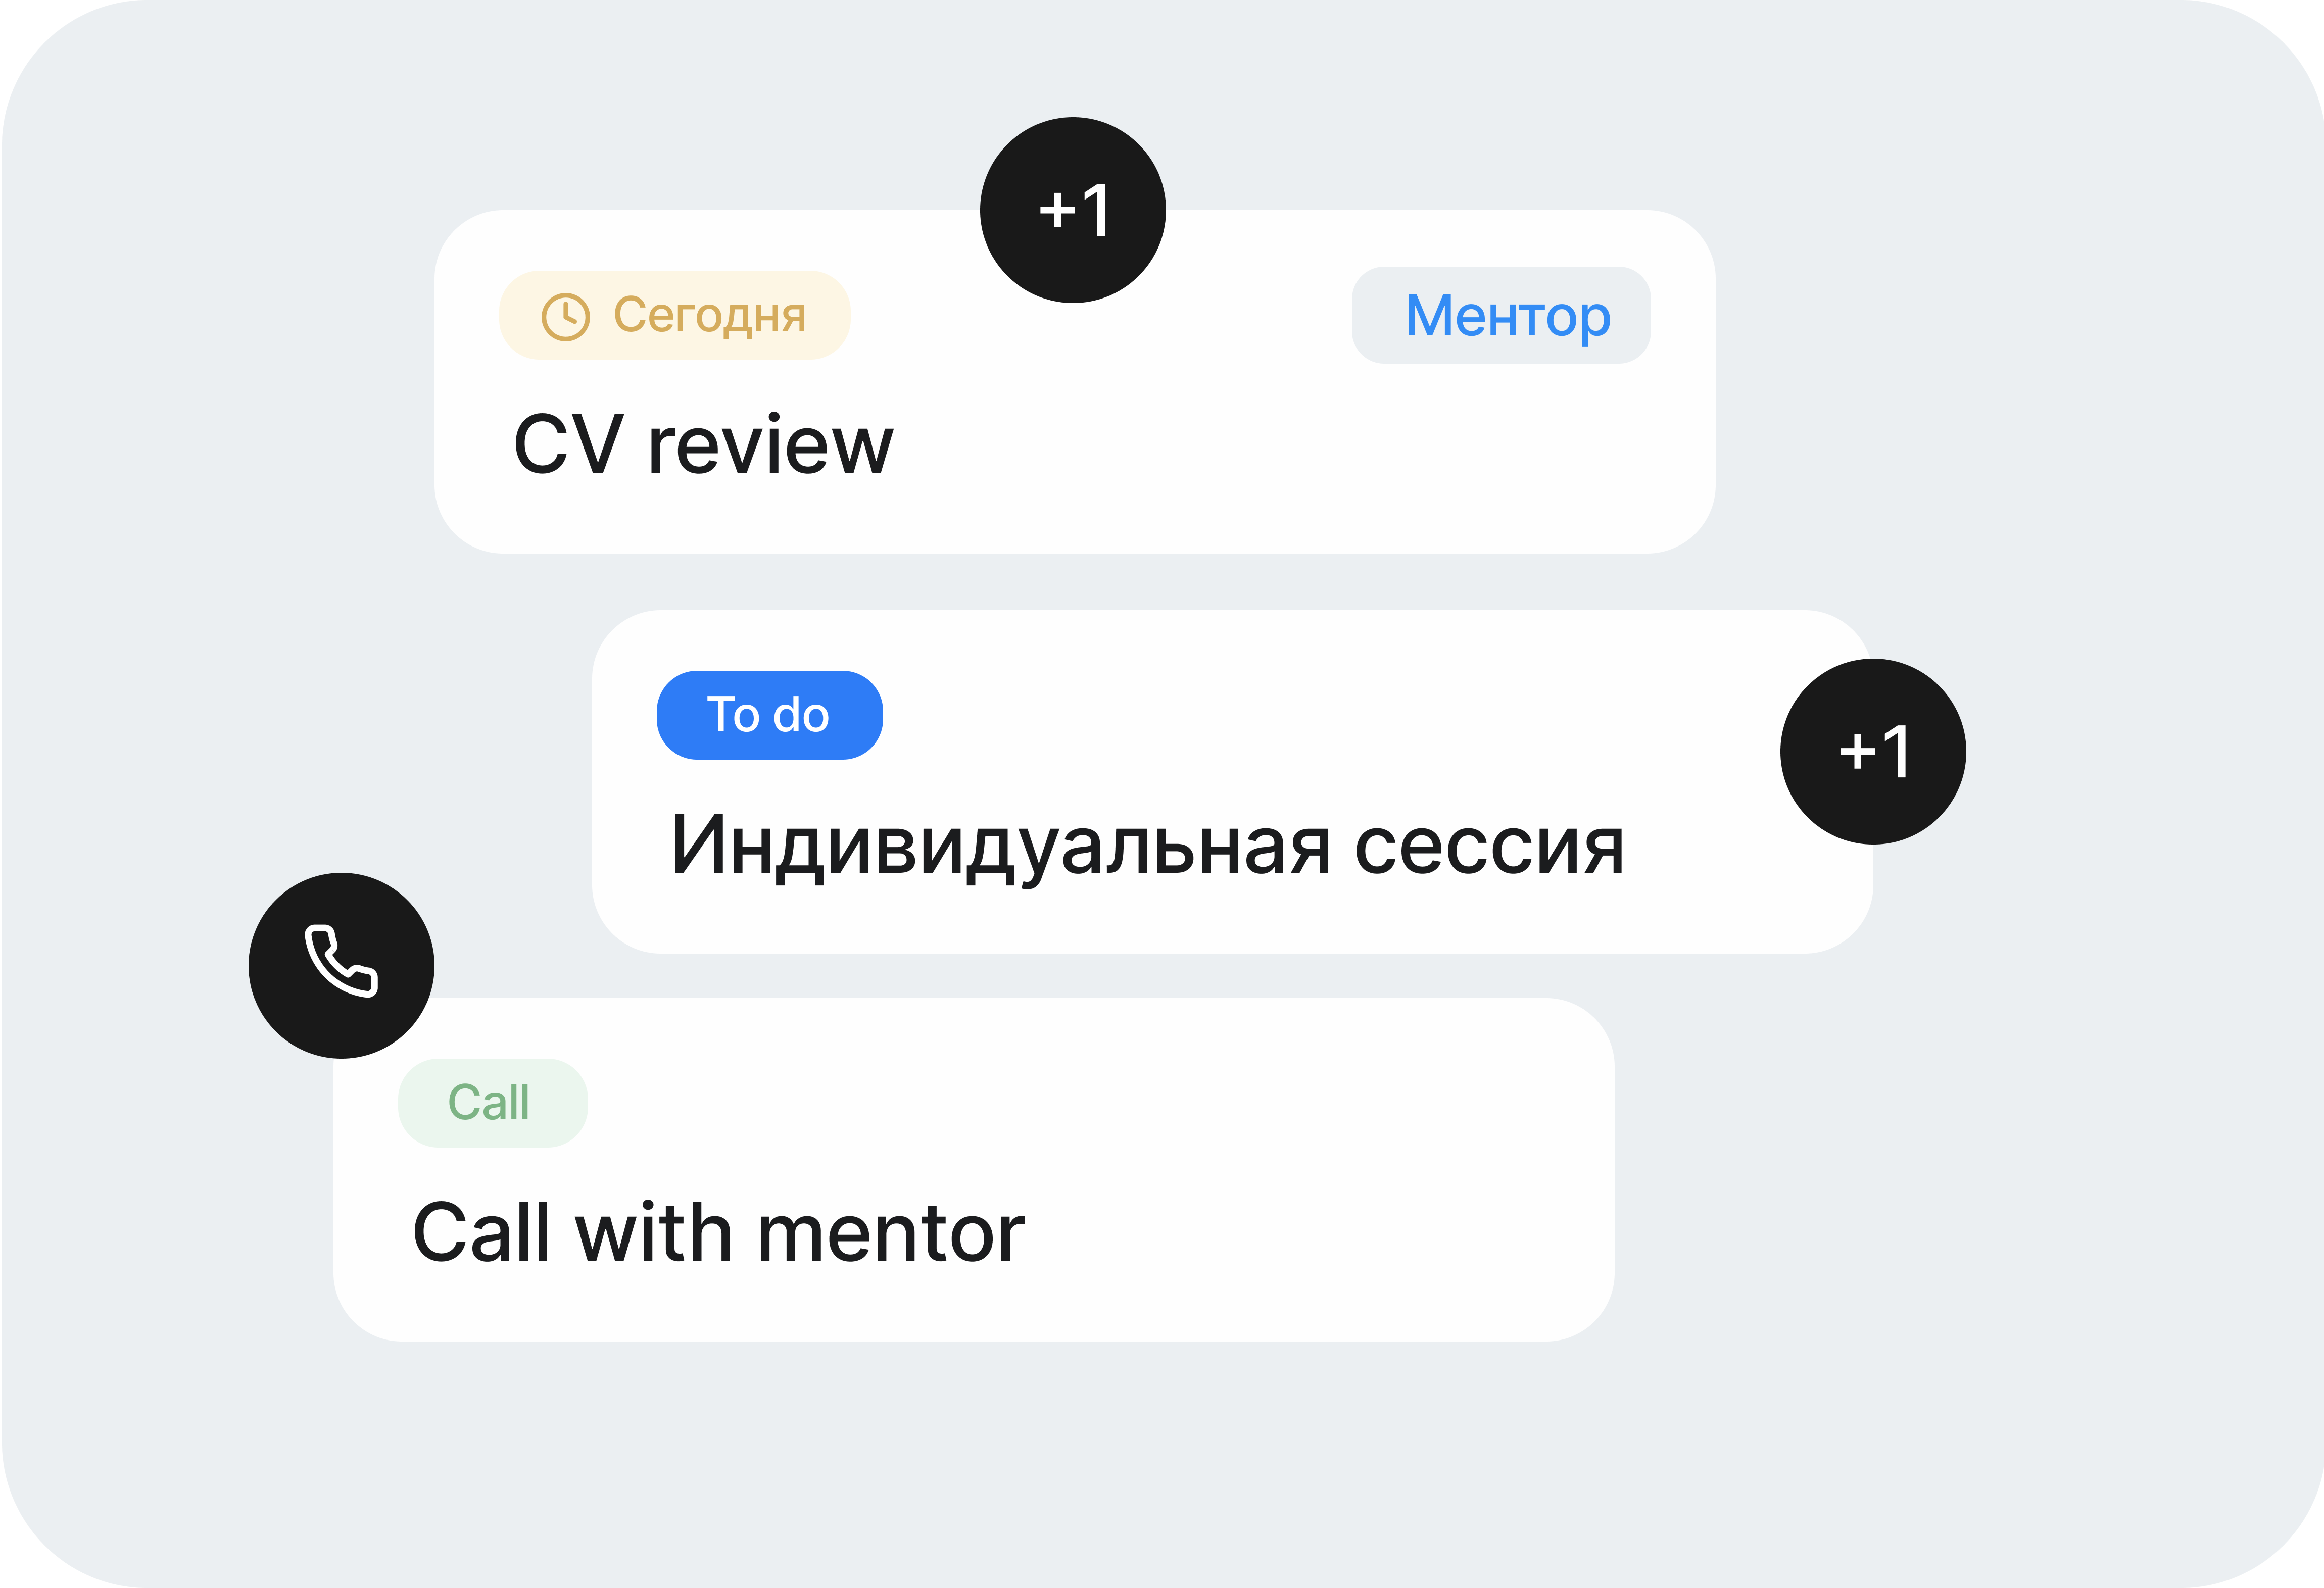 +1
Сегодня
Ментор
CV review
To do
+1
Индивидуальная сессия
Call
Call with mentor